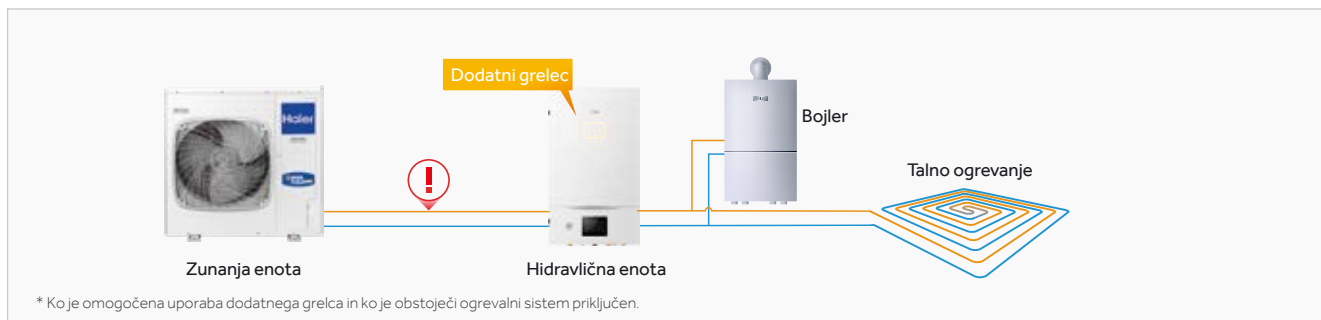 Dodatni grelec
Haier
Bojler
Talno ogrevanje
!
Zunanja enota
Hidravlična enota
* Ko je omogočena uporaba dodatnega grelca in ko je obstoječi ogrevalni sistem priključen.